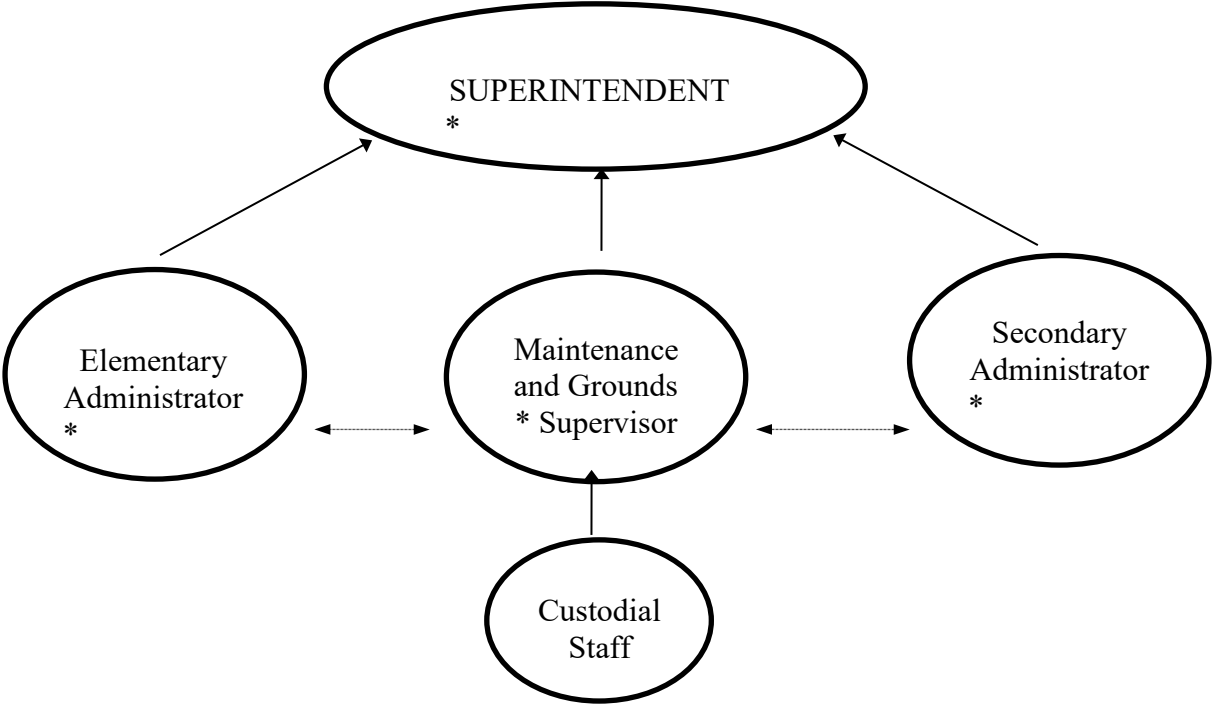 SUPERINTENDENT
*
Elementary
Administrator
*
Maintenance
and Grounds
* Supervisor
Secondary
Administrator
*
Custodial
Staff